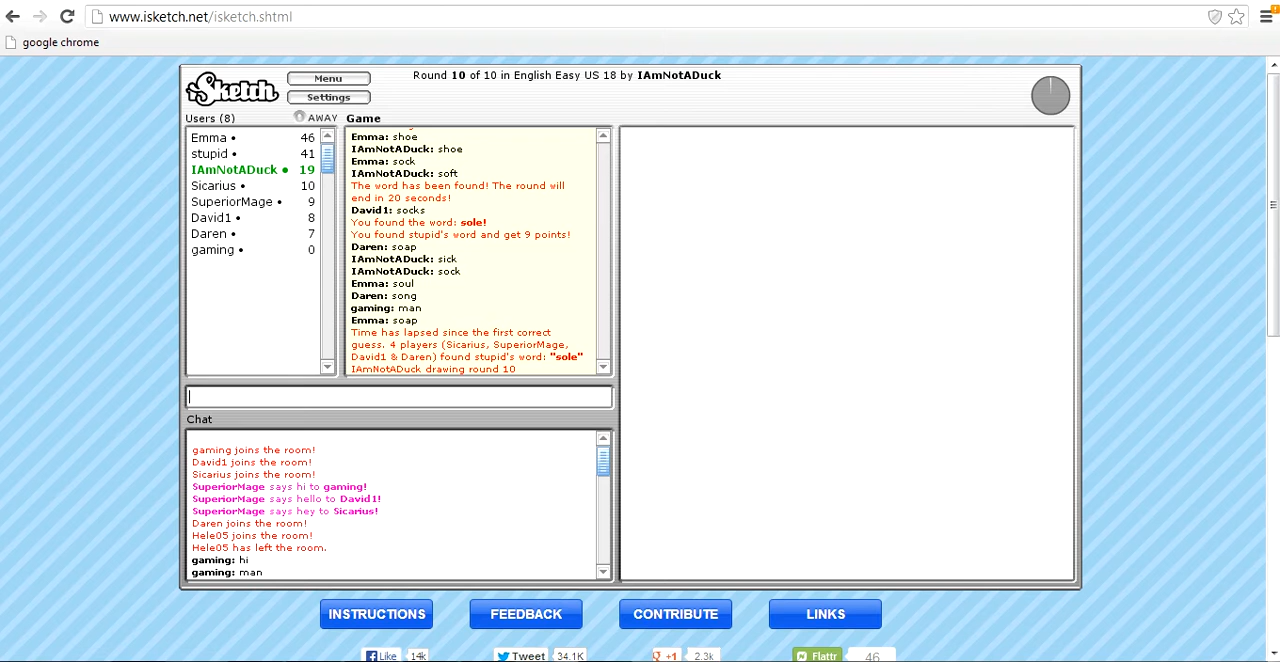 www.isketch.net/isketch.shtml
google chrome
iSketch
Menu
Settings
Round 10 of 10 in English Easy US 18 by IAmNotADuck
Users (8)
AWAY
Emma • 46
stupid • 41
IAmNotADuck • 19
Sicarius • 10
SuperiorMage • 9
David1 • 8
Daren • 7
gaming • 0
Game
Emma: shoe
IAmNotADuck: shoe
Emma: sock
IAmNotADuck: soft
The word has been found! The round will
end in 20 seconds!
David1: socks
You found the word: sole!
You found stupid's word and get 9 points!
Daren: soap
IAmNotADuck: sick
IAmNotADuck: sock
Emma: soul
Daren: song
gaming: man
Emma: soap
Time has lapsed since the first correct
guess. 4 players (Sicarius, SuperiorMage,
David1 & Daren) found stupid's word: "sole"
IAmNotADuck drawing round 10
Chat
gaming joins the room!
David1 joins the room!
Sicarius joins the room!
SuperiorMage says hi to gaming!
SuperiorMage says hello to David1!
SuperiorMage says hey to Sicarius!
Daren joins the room!
Hele05 joins the room!
Hele05 has left the room.
gaming: hi
gaming: man
INSTRUCTIONS
FEEDBACK
CONTRIBUTE
LINKS
Like 14k
Tweet 34.1K
+1 2.3k
Flattr 46